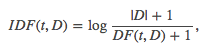 IDF(t, D) = log |D| + 1 / DF(t, D) + 1,